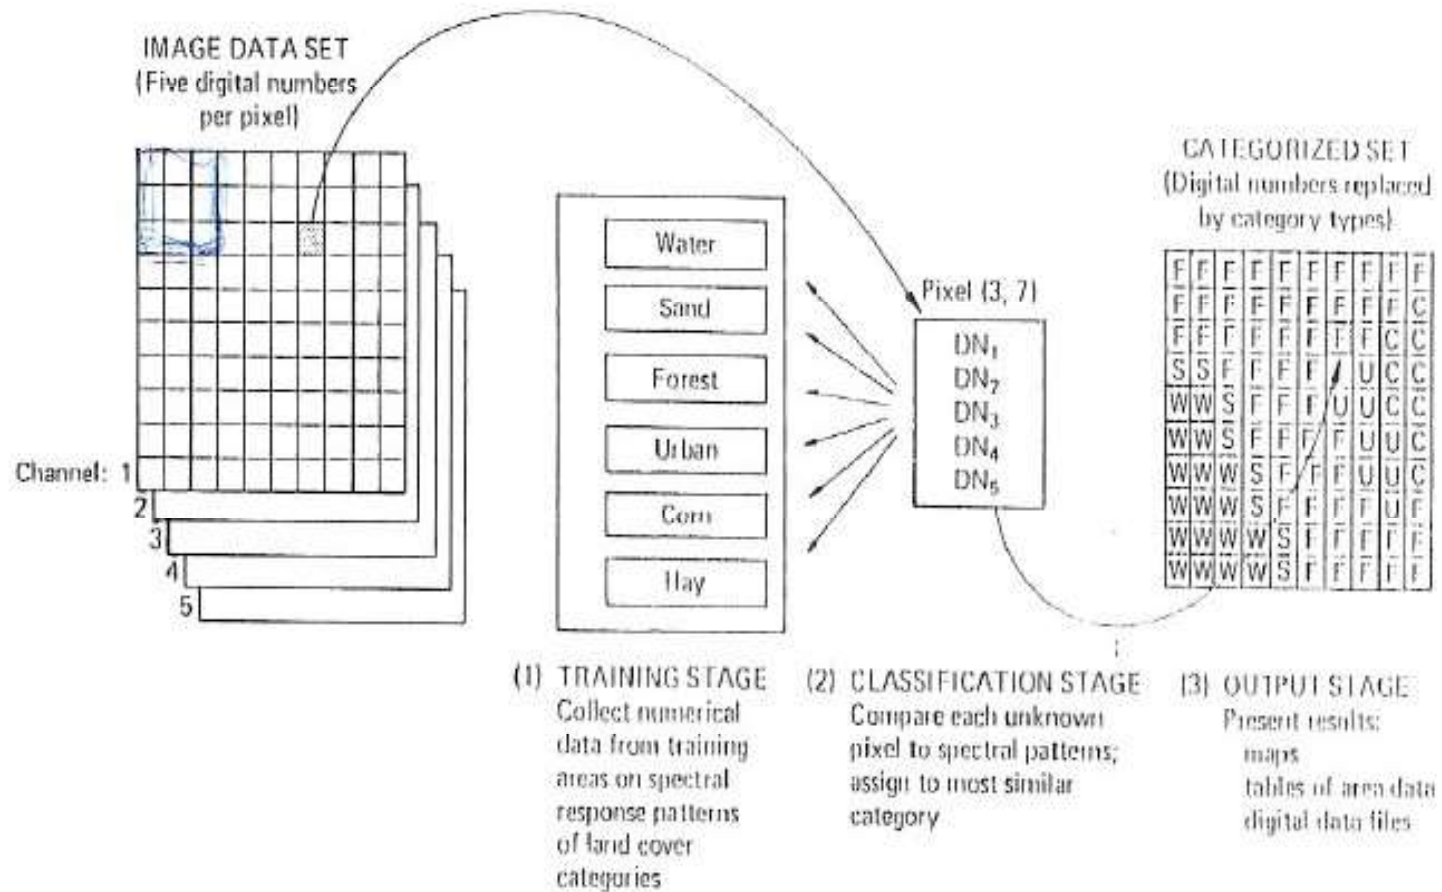 IMAGE DATA SET
(Five digital numbers
per pixel)
Channel: 1
2
3
4
5
Water
Sand
Forest
Urban
Corn
Hay
Pixel (3, 7)
DN₁
DN₂
DN₃
DN₄
DN₅
CATEGORIZED SET
(Digital numbers replaced
by category types)
F F F F F F F F F F
F F F F F F F F F C
F F F F F F F F C C
S S F F F F F U C C
W W S F F F U U C C
W W S F F F F U U C
W W W S F F F U U C
W W W S F F F F U F
W W W W S F F F F F
W W W W S F F F F F
(1) TRAINING STAGE
Collect numerical
data from training
areas on spectral
response patterns
of land cover
categories
(2) CLASSIFICATION STAGE
Compare each unknown
pixel to spectral patterns;
assign to most similar
category
(3) OUTPUT STAGE
Present results:
maps
tables of area data
digital data files